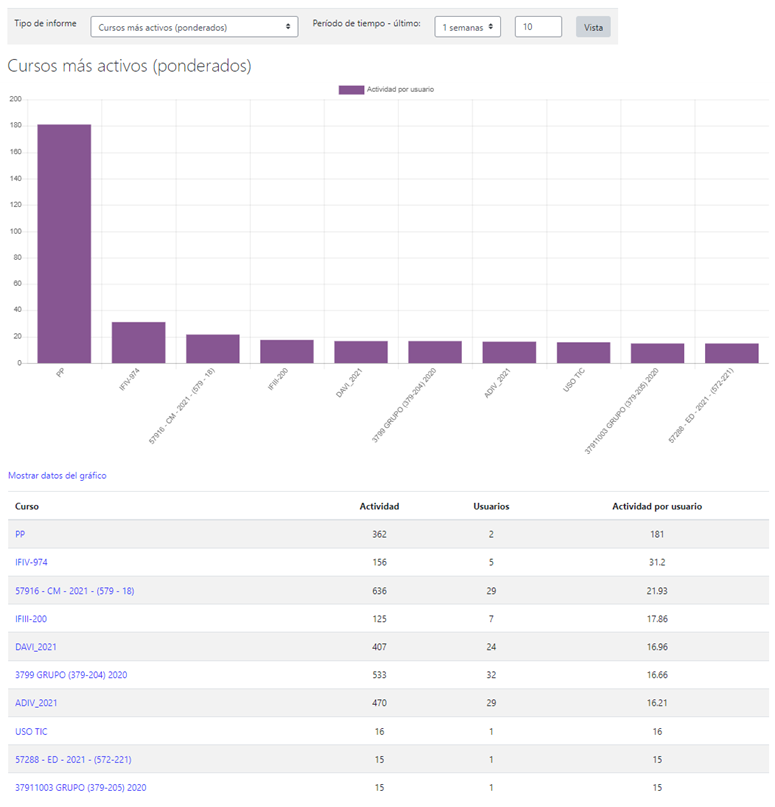 Tipo de informe Cursos más activos (ponderados) Período de tiempo - último: 1 semanas 10 Vista
Cursos más activos (ponderados)
Actividad por usuario
200
180
160
140
120
100
80
60
40
20
0
PP
IFIV-974
57916 - CM - 2021 - (579 - 18)
IFIII-200
DAVI_2021
3799 GRUPO (379-204) 2020
ADIV_2021
USO TIC
37911003 GRUPO (379-205) 2020
57288 - ED - 2021 - (572-221)
Mostrar datos del gráfico
Curso Actividad Usuarios Actividad por usuario
PP 362 2 181
IFIV-974 156 5 31.2
57916 - CM - 2021 - (579 - 18) 636 29 21.93
IFIII-200 125 7 17.86
DAVI_2021 407 24 16.96
3799 GRUPO (379-204) 2020 533 32 16.66
ADIV_2021 470 29 16.21
USO TIC 16 1 16
57288 - ED - 2021 - (572-221) 15 1 15
37911003 GRUPO (379-205) 2020 15 1 15